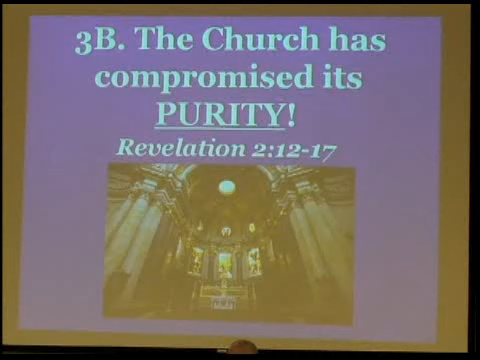 3B. The Church has
compromised its
PURITY!
Revelation 2:12-17